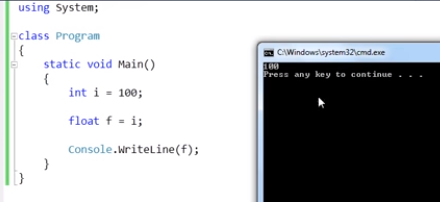 using System;
class Program
{
static void Main()
{
int i = 100;
float f = i;
Console.WriteLine(f);
}
}
C:\Windows\system32\cmd.exe
100
Press any key to continue . . .